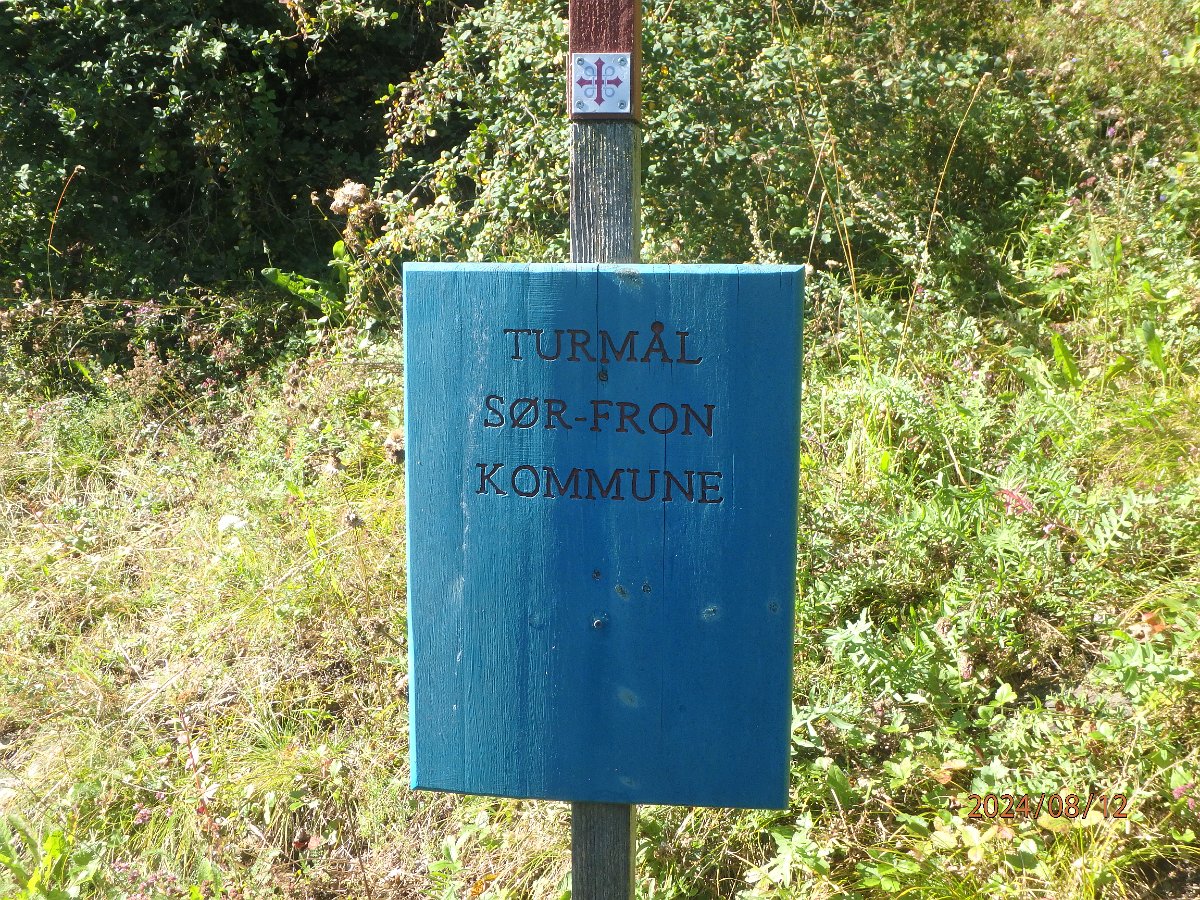 TURMÅL
SØR-FRON
KOMMUNE
2024/08/12